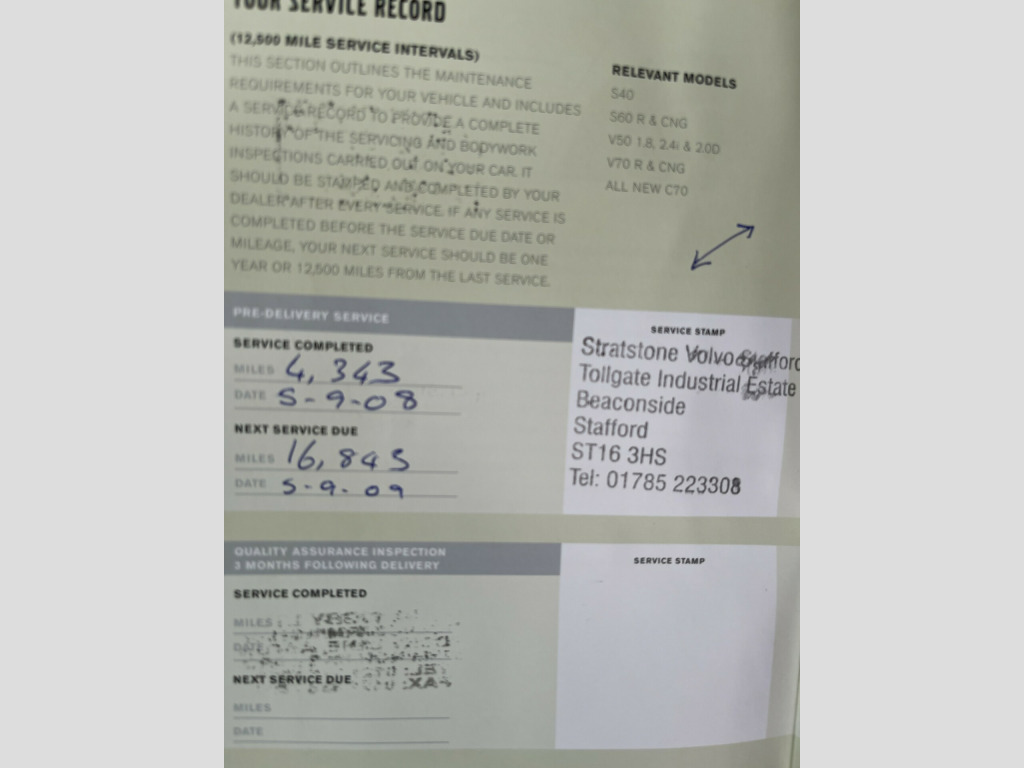 YOUR SERVICE RECORD
(12,500 MILE SERVICE INTERVALS)
THIS SECTION OUTLINES THE MAINTENANCE
REQUIREMENTS FOR YOUR VEHICLE AND INCLUDES
A SERVICE RECORD TO PROVIDE A COMPLETE
HISTORY OF THE SERVICING AND BODYWORK
INSPECTIONS CARRIED OUT ON YOUR CAR. IT
SHOULD BE STAMPED AND COMPLETED BY YOUR
DEALER AFTER EVERY SERVICE. IF ANY SERVICE IS
COMPLETED BEFORE THE SERVICE DUE DATE OR
MILEAGE, YOUR NEXT SERVICE SHOULD BE ONE
YEAR OR 12,500 MILES FROM THE LAST SERVICE.
RELEVANT MODELS
S40
S60 R & CNG
V50 1.8, 2.4i & 2.0D
V70 R & CNG
ALL NEW C70
PRE-DELIVERY SERVICE
SERVICE COMPLETED
MILES 4,343
DATE 5-9-08
NEXT SERVICE DUE
MILES 16,843
DATE 5-9-09
SERVICE STAMP
Stratstone Volvo Stafford
Tollgate Industrial Estate
Beaconside
Stafford
ST16 3HS
Tel: 01785 223308
QUALITY ASSURANCE INSPECTION
3 MONTHS FOLLOWING DELIVERY
SERVICE COMPLETED
MILES
DATE
NEXT SERVICE DUE
MILES
DATE
SERVICE STAMP